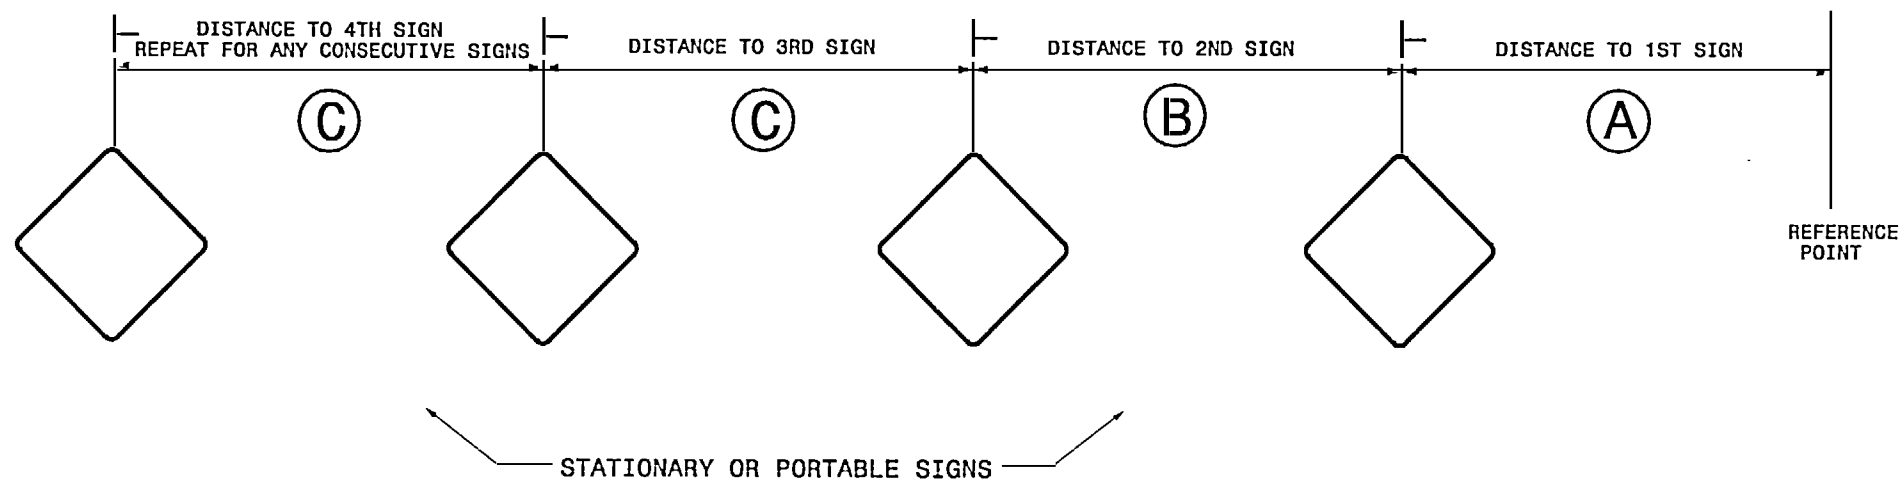 DISTANCE TO 4TH SIGN
REPEAT FOR ANY CONSECUTIVE SIGNS
DISTANCE TO 3RD SIGN
DISTANCE TO 2ND SIGN
DISTANCE TO 1ST SIGN
C
C
B
A
REFERENCE
POINT
STATIONARY OR PORTABLE SIGNS